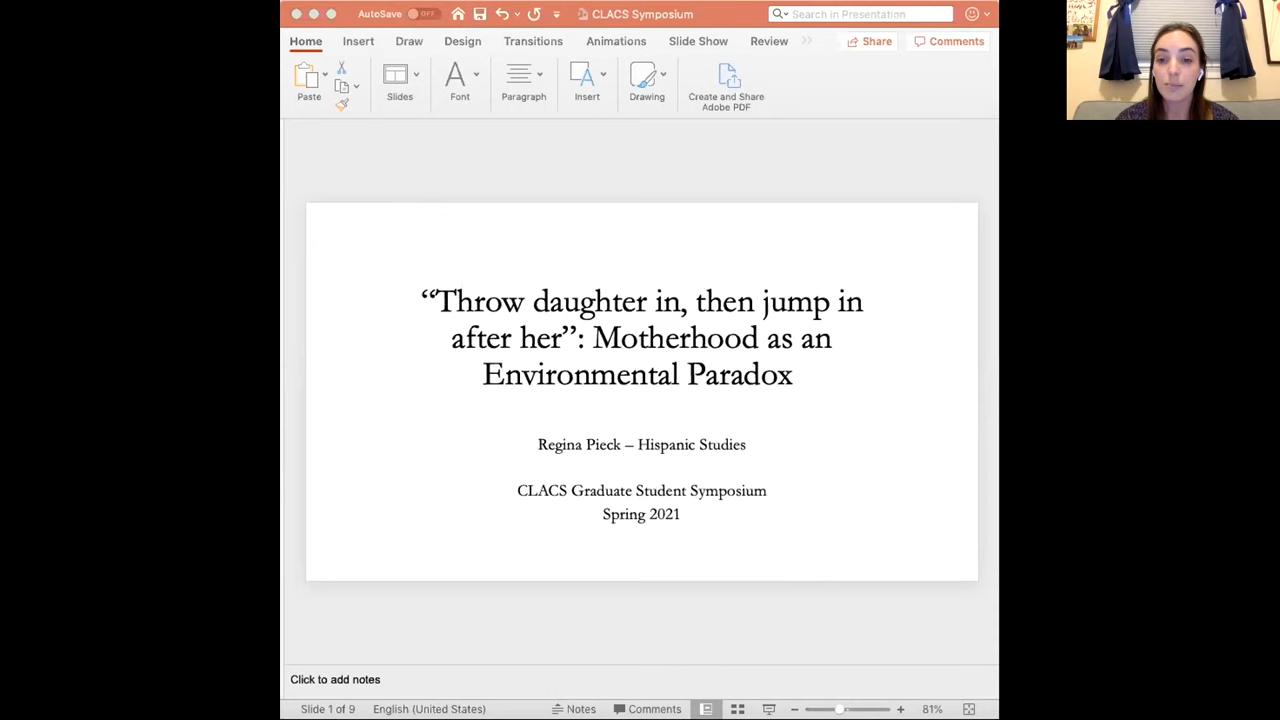 AutoSave OFF
CLACS Symposium
Search in Presentation
Home Insert Draw Design Transitions Animations Slide Show Review Share Comments
Paste Slides Font Paragraph Insert Drawing Create and Share
Adobe PDF
“Throw daughter in, then jump in
after her”: Motherhood as an
Environmental Paradox
Regina Pieck – Hispanic Studies
CLACS Graduate Student Symposium
Spring 2021
Click to add notes
Slide 1 of 9 English (United States) Notes Comments 81%